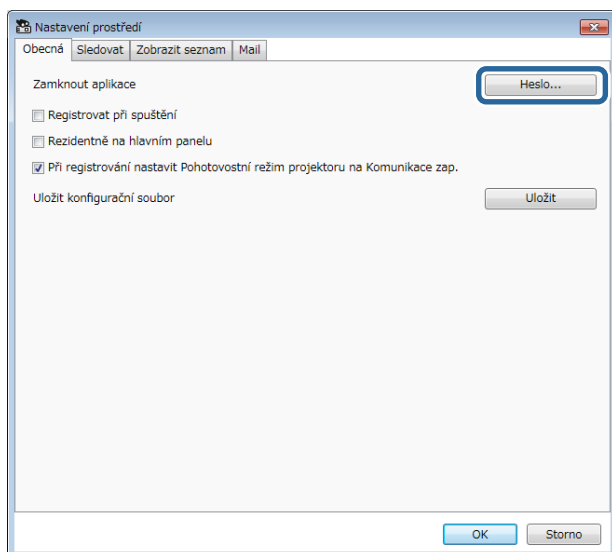 Nastavení prostředí
Obecná Sledovat Zobrazit seznam Mail
Zamknout aplikace Heslo...
Registrovat při spuštění
Rezidentně na hlavním panelu
Při registrování nastavit Pohotovostní režim projektoru na Komunikace zap.
Uložit konfigurační soubor Uložit
OK Storno